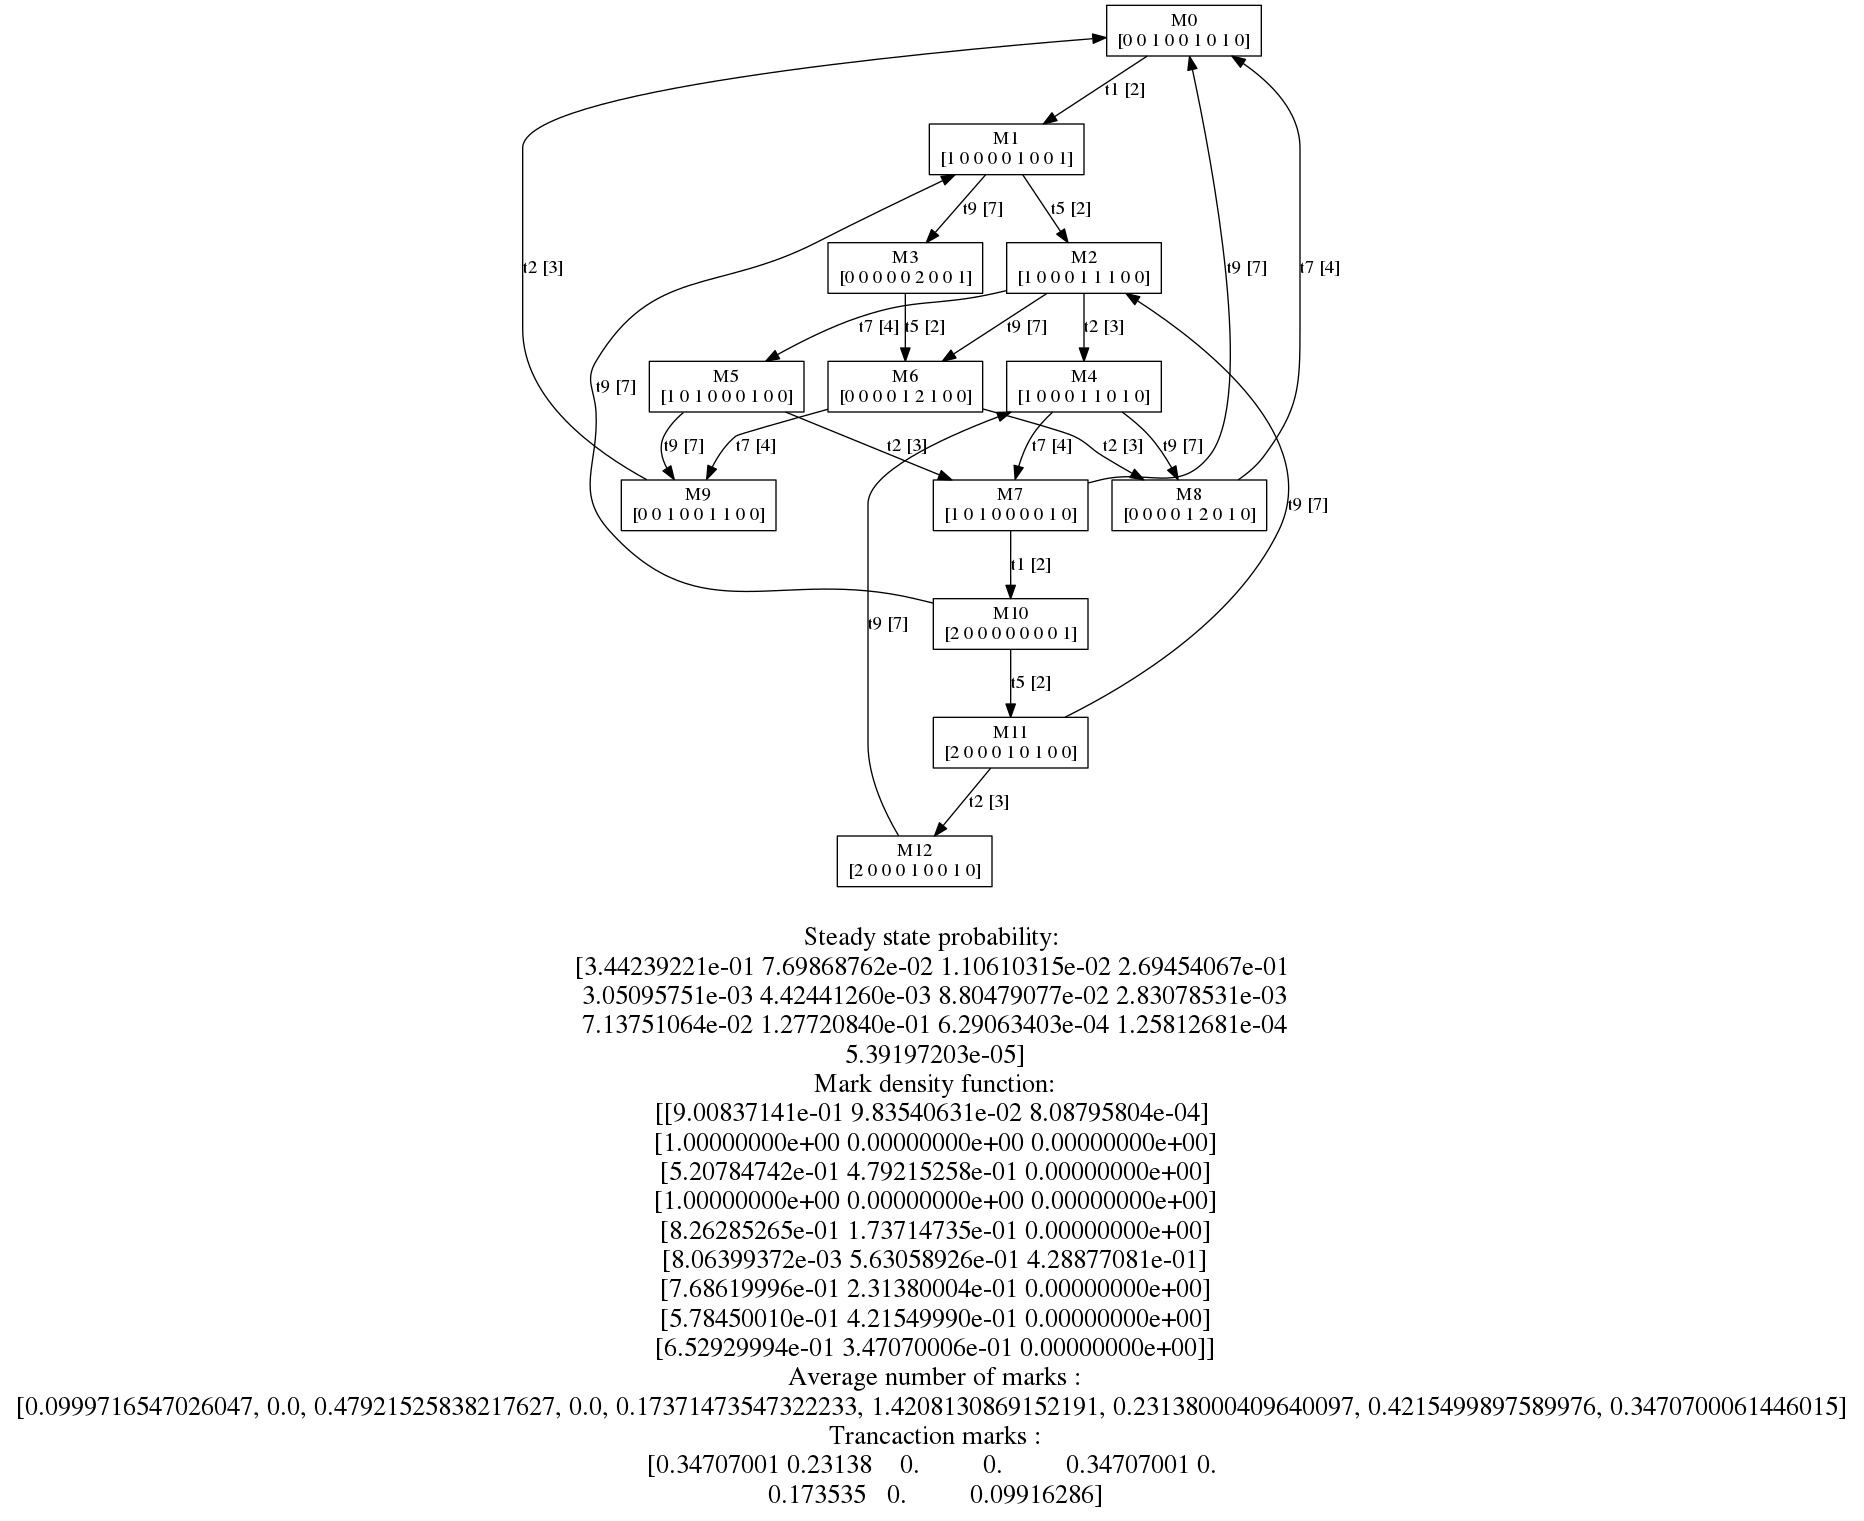 M0
[0 0 1 0 0 1 0 1 0]
t1 [2]
M1
[1 0 0 0 0 1 0 0 1]
t9 [7]
t5 [2]
M3
[0 0 0 0 0 2 0 0 1]
M2
[1 0 0 0 1 1 1 0 0]
t2 [3]
t9 [7]
t7 [4]
t7 [4]
t5 [2]
t9 [7]
t2 [3]
M5
[1 0 1 0 0 0 1 0 0]
M6
[0 0 0 0 1 2 1 0 0]
M4
[1 0 0 0 1 1 0 1 0]
t9 [7]
t9 [7]
t7 [4]
t2 [3]
t7 [4]
t2 [3]
t9 [7]
M9
[0 0 1 0 0 1 1 0 0]
M7
[1 0 1 0 0 0 0 1 0]
M8
[0 0 0 0 1 2 0 1 0]
t9 [7]
t1 [2]
M10
[2 0 0 0 0 0 0 0 1]
t9 [7]
t5 [2]
M11
[2 0 0 0 1 0 1 0 0]
t2 [3]
M12
[2 0 0 0 1 0 0 1 0]
Steady state probability:
[3.44239221e-01 7.69868762e-02 1.10610315e-02 2.69454067e-01
3.05095751e-03 4.42441260e-03 8.80479077e-02 2.83078531e-03
7.13751064e-02 1.27720840e-01 6.29063403e-04 1.25812681e-04
5.39197203e-05]
Mark density function:
[[9.00837141e-01 9.83540631e-02 8.08795804e-04]
[1.00000000e+00 0.00000000e+00 0.00000000e+00]
[5.20784742e-01 4.79215258e-01 0.00000000e+00]
[1.00000000e+00 0.00000000e+00 0.00000000e+00]
[8.26285265e-01 1.73714735e-01 0.00000000e+00]
[8.06399372e-03 5.63058926e-01 4.28877081e-01]
[7.68619996e-01 2.31380004e-01 0.00000000e+00]
[5.78450010e-01 4.21549990e-01 0.00000000e+00]
[6.52929994e-01 3.47070006e-01 0.00000000e+00]]
Average number of marks :
[0.0999716547026047, 0.0, 0.47921525838217627, 0.0, 0.17371473547322233, 1.4208130869152191, 0.23138000409640097, 0.4215499897589976, 0.3470700061446015]
Trancaction marks :
[0.34707001 0.23138 0. 0. 0.34707001 0.
0.173535 0. 0.09916286]